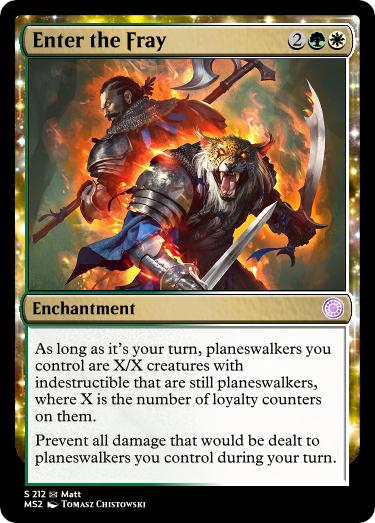 Enter the Fray 2
Enchantment
As long as it's your turn, planeswalkers you
control are X/X creatures with
indestructible that are still planeswalkers,
where X is the number of loyalty counters
on them.
Prevent all damage that would be dealt to
planeswalkers you control during your turn.
S 212 Matt
MS2 Tomasz Chistowski